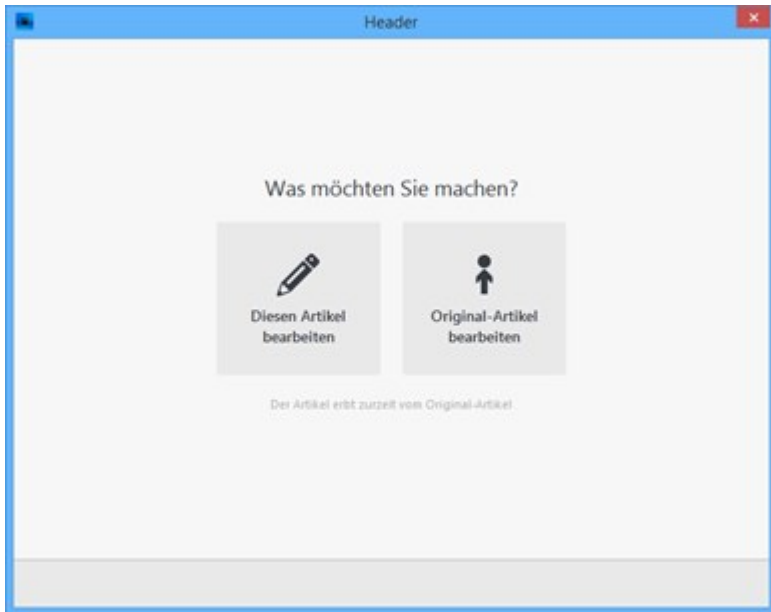 Header
Was möchten Sie machen?
Diesen Artikel
bearbeiten
Original-Artikel
bearbeiten
Der Artikel erbt zurzeit vom Original-Artikel